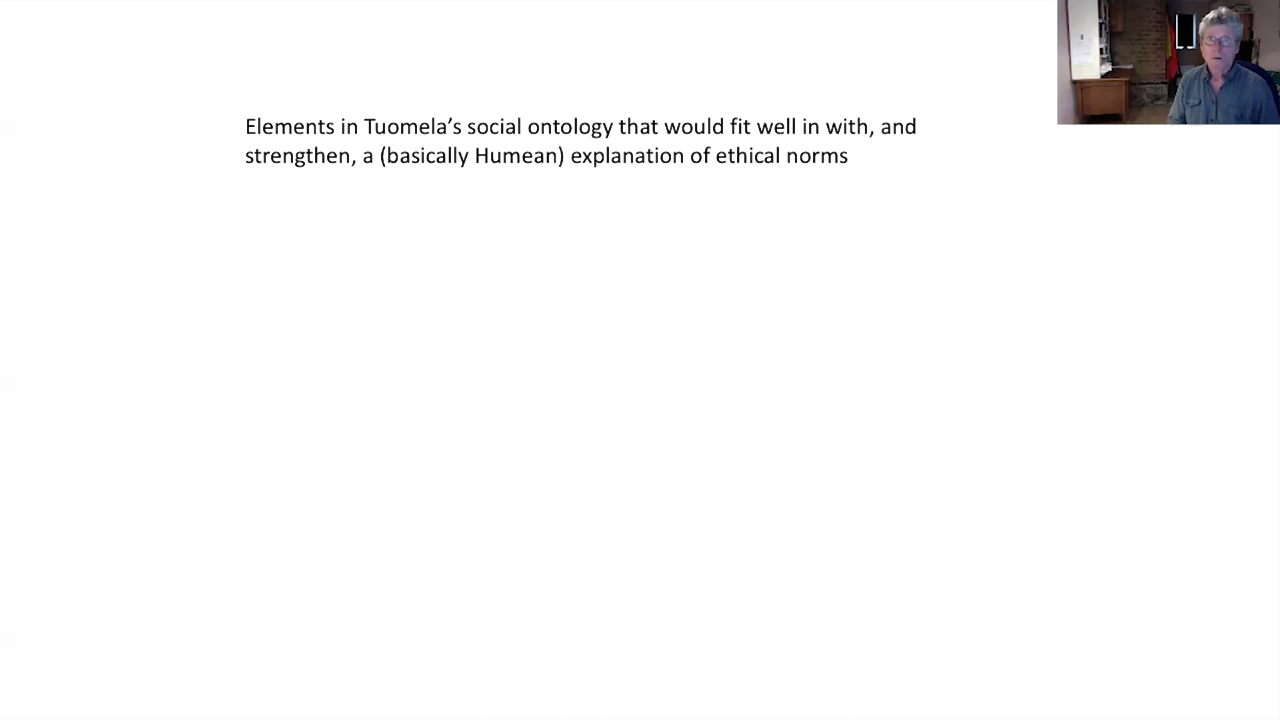 Elements in Tuomela’s social ontology that would fit well in with, and
strengthen, a (basically Humean) explanation of ethical norms